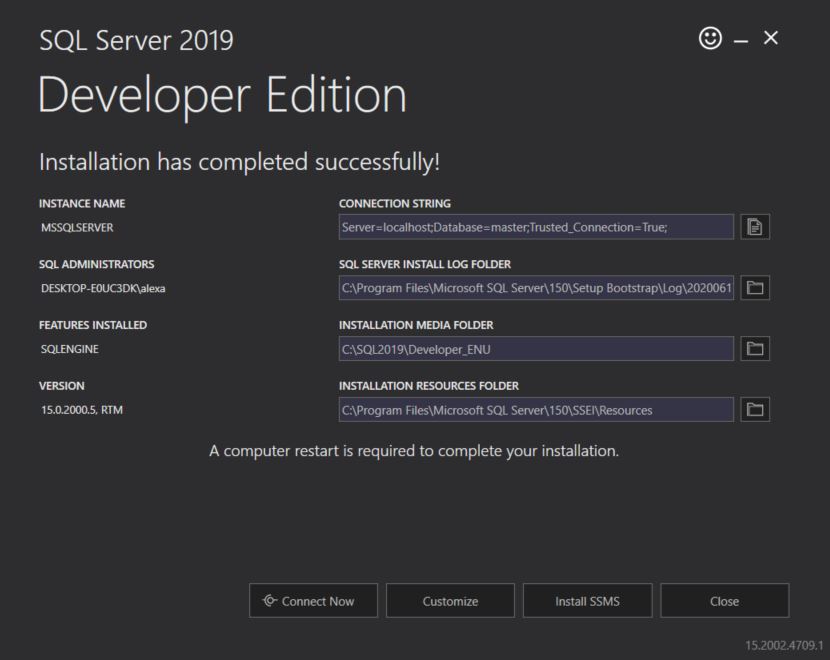 SQL Server 2019
Developer Edition
Installation has completed successfully!
INSTANCE NAME
MSSQLSERVER
CONNECTION STRING
Server=localhost;Database=master;Trusted_Connection=True;
SQL ADMINISTRATORS
DESKTOP-E0UC3DK\alexa
SQL SERVER INSTALL LOG FOLDER
C:\Program Files\Microsoft SQL Server\150\Setup Bootstrap\Log\2020061
FEATURES INSTALLED
SQLENGINE
INSTALLATION MEDIA FOLDER
C:\SQL2019\Developer_ENU
VERSION
15.0.2000.5, RTM
INSTALLATION RESOURCES FOLDER
C:\Program Files\Microsoft SQL Server\150\SSEI\Resources
A computer restart is required to complete your installation.
Connect Now
Customize
Install SSMS
Close
15.2002.4709.1